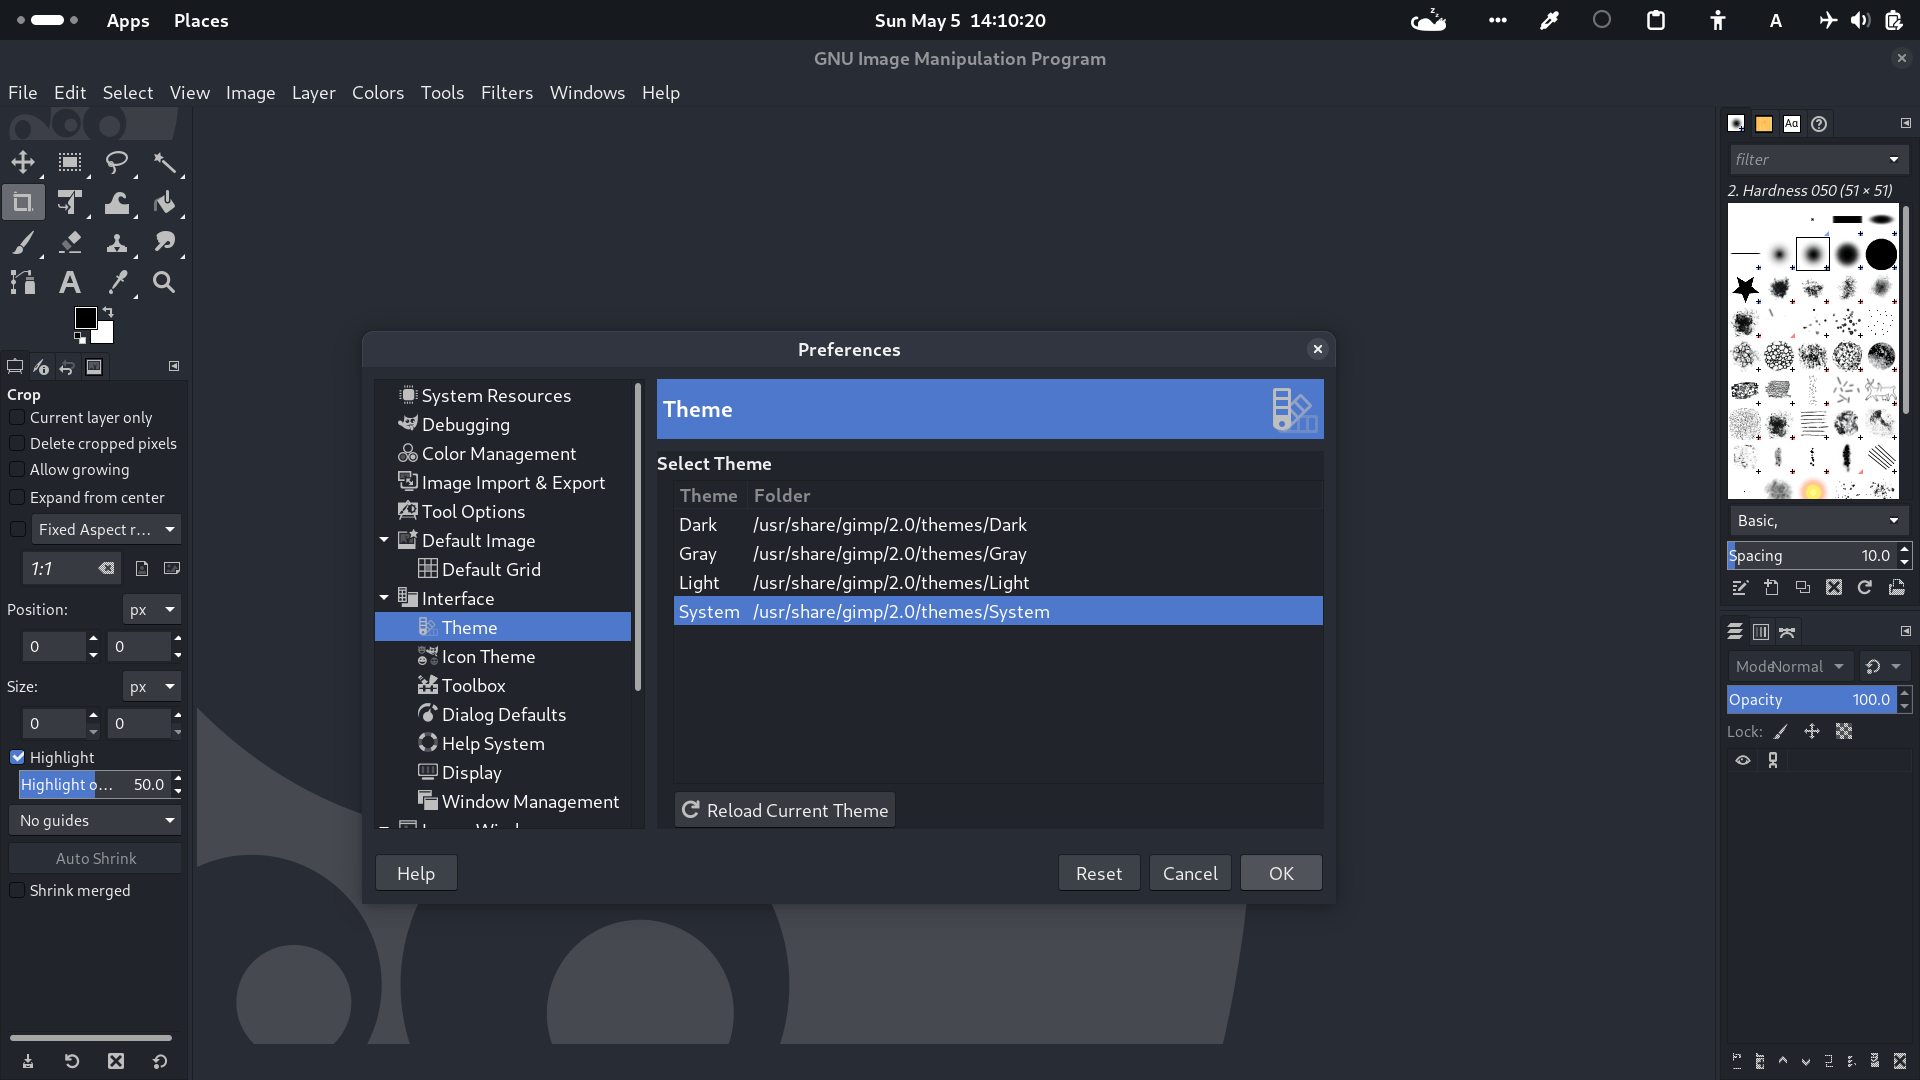 Apps Places Sun May 5 14:10:20 A
GNU Image Manipulation Program
File Edit Select View Image Layer Colors Tools Filters Windows Help
Crop
Current layer only
Delete cropped pixels
Allow growing
Expand from center
Fixed Aspect r...
1:1
Position: px
0 0
Size: px
0 0
Highlight
Highlight o... 50.0
No guides
Auto Shrink
Shrink merged
Preferences
System Resources
Debugging
Color Management
Image Import & Export
Tool Options
Default Image
Default Grid
Interface
Theme
Icon Theme
Toolbox
Dialog Defaults
Help System
Display
Window Management
Theme
Select Theme
Theme Folder
Dark /usr/share/gimp/2.0/themes/Dark
Gray /usr/share/gimp/2.0/themes/Gray
Light /usr/share/gimp/2.0/themes/Light
System /usr/share/gimp/2.0/themes/System
Reload Current Theme
Help Reset Cancel OK
filter
2. Hardness 050 (51 × 51)
Basic,
Spacing 10.0
Mode Normal
Opacity 100.0
Lock: